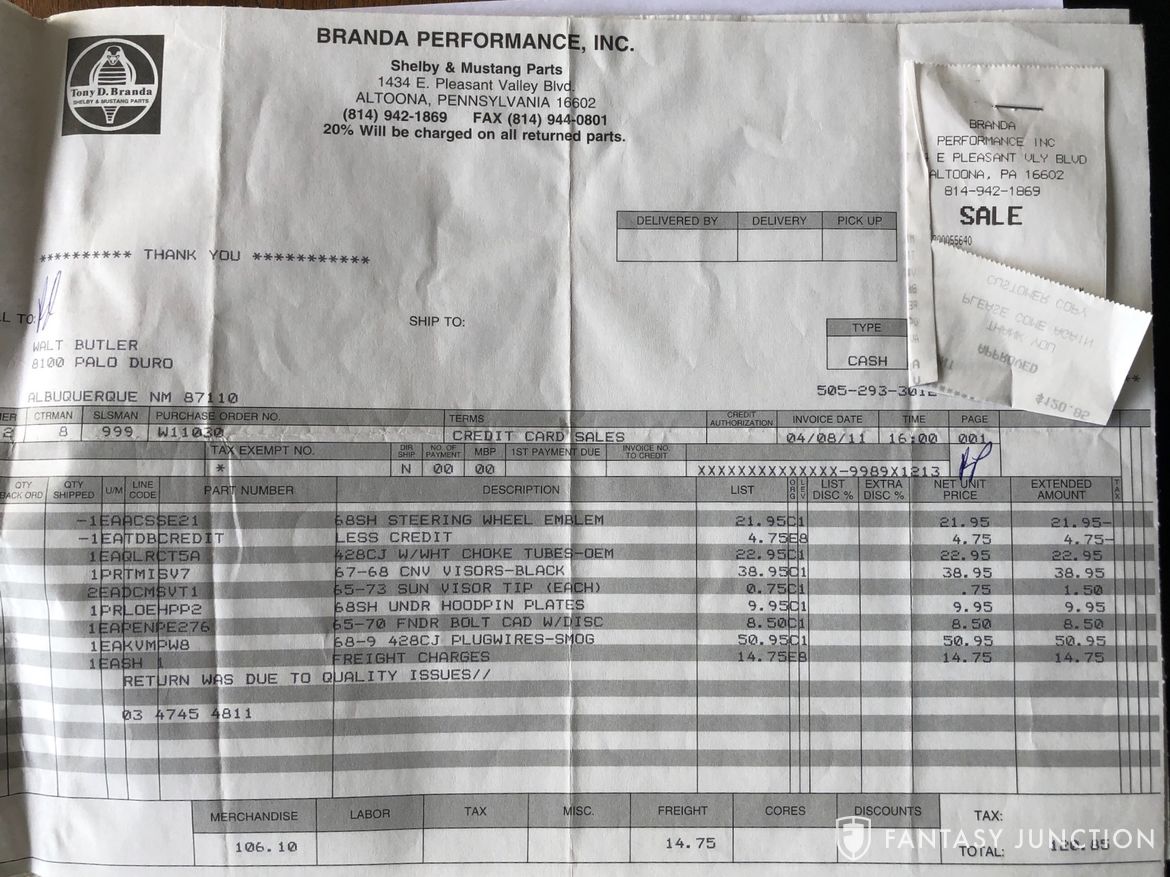 BRANDA PERFORMANCE, INC.
Shelby & Mustang Parts
1434 E. Pleasant Valley Blvd.
ALTOONA, PENNSYLVANIA 16602
(814) 942-1869 FAX (814) 944-0801
20% Will be charged on all returned parts.
Tony D. Branda
SHELBY & MUSTANG PARTS
BRANDA
PERFORMANCE INC
E PLEASANT VLY BLVD
ALTOONA, PA 16602
814-942-1869
SALE
CUSTOMER COPY
PLEASE COME AGAIN
THANK YOU
APPROVED
$120.85
DELIVERED BY DELIVERY PICK UP
********* THANK YOU ***********
SHIP TO:
TYPE
CASH
WALT BUTLER
8100 PALO DURO
ALBUQUERQUE NM 87110
CTRMAN SLSMAN PURCHASE ORDER NO. TERMS CREDIT AUTHORIZATION INVOICE DATE TIME PAGE
2 8 999 W11030 CREDIT CARD SALES 04/08/11 16:00 001
TAX EXEMPT NO. DIR SHIP NO. OF PAYMENT MBP 1ST PAYMENT DUE INVOICE NO. TO CREDIT
* N 00 00 XXXXXXXXXXXXXXX-9989X1213
QTY BACK ORD QTY SHIPPED U/M LINE CODE PART NUMBER DESCRIPTION LIST ORG LEV LIST DISC % EXTRA DISC % NET UNIT PRICE EXTENDED AMOUNT TAX
-1EAACSSE21 68SH STEERING WHEEL EMBLEM 21.95C1 21.95 21.95-
-1EATDBCREDIT LESS CREDIT 4.75E8 4.75 4.75-
1EAQLRCT5A 428CJ W/WHT CHOKE TUBES-OEM 22.95C1 22.95 22.95
1PRTMISV7 67-68 CNV VISORS-BLACK 38.95C1 38.95 38.95
2EADCMSVT1 65-73 SUN VISOR TIP (EACH) 0.75C1 .75 1.50
1PRLOEHPP2 68SH UNDR HOODPIN PLATES 9.95C1 9.95 9.95
1EAPENPE276 65-70 FNDR BOLT CAD W/DISC 8.50C1 8.50 8.50
1EAKVMPW8 68-9 428CJ PLUGWIRES-SMOG 50.95C1 50.95 50.95
1EASH 1 FREIGHT CHARGES 14.75E8 14.75 14.75
RETURN WAS DUE TO QUALITY ISSUES//
03 4745 4811
MERCHANDISE LABOR TAX MISC. FREIGHT CORES DISCOUNTS TAX:
106.10 14.75 TOTAL: 120.85
FANTASY JUNCTION